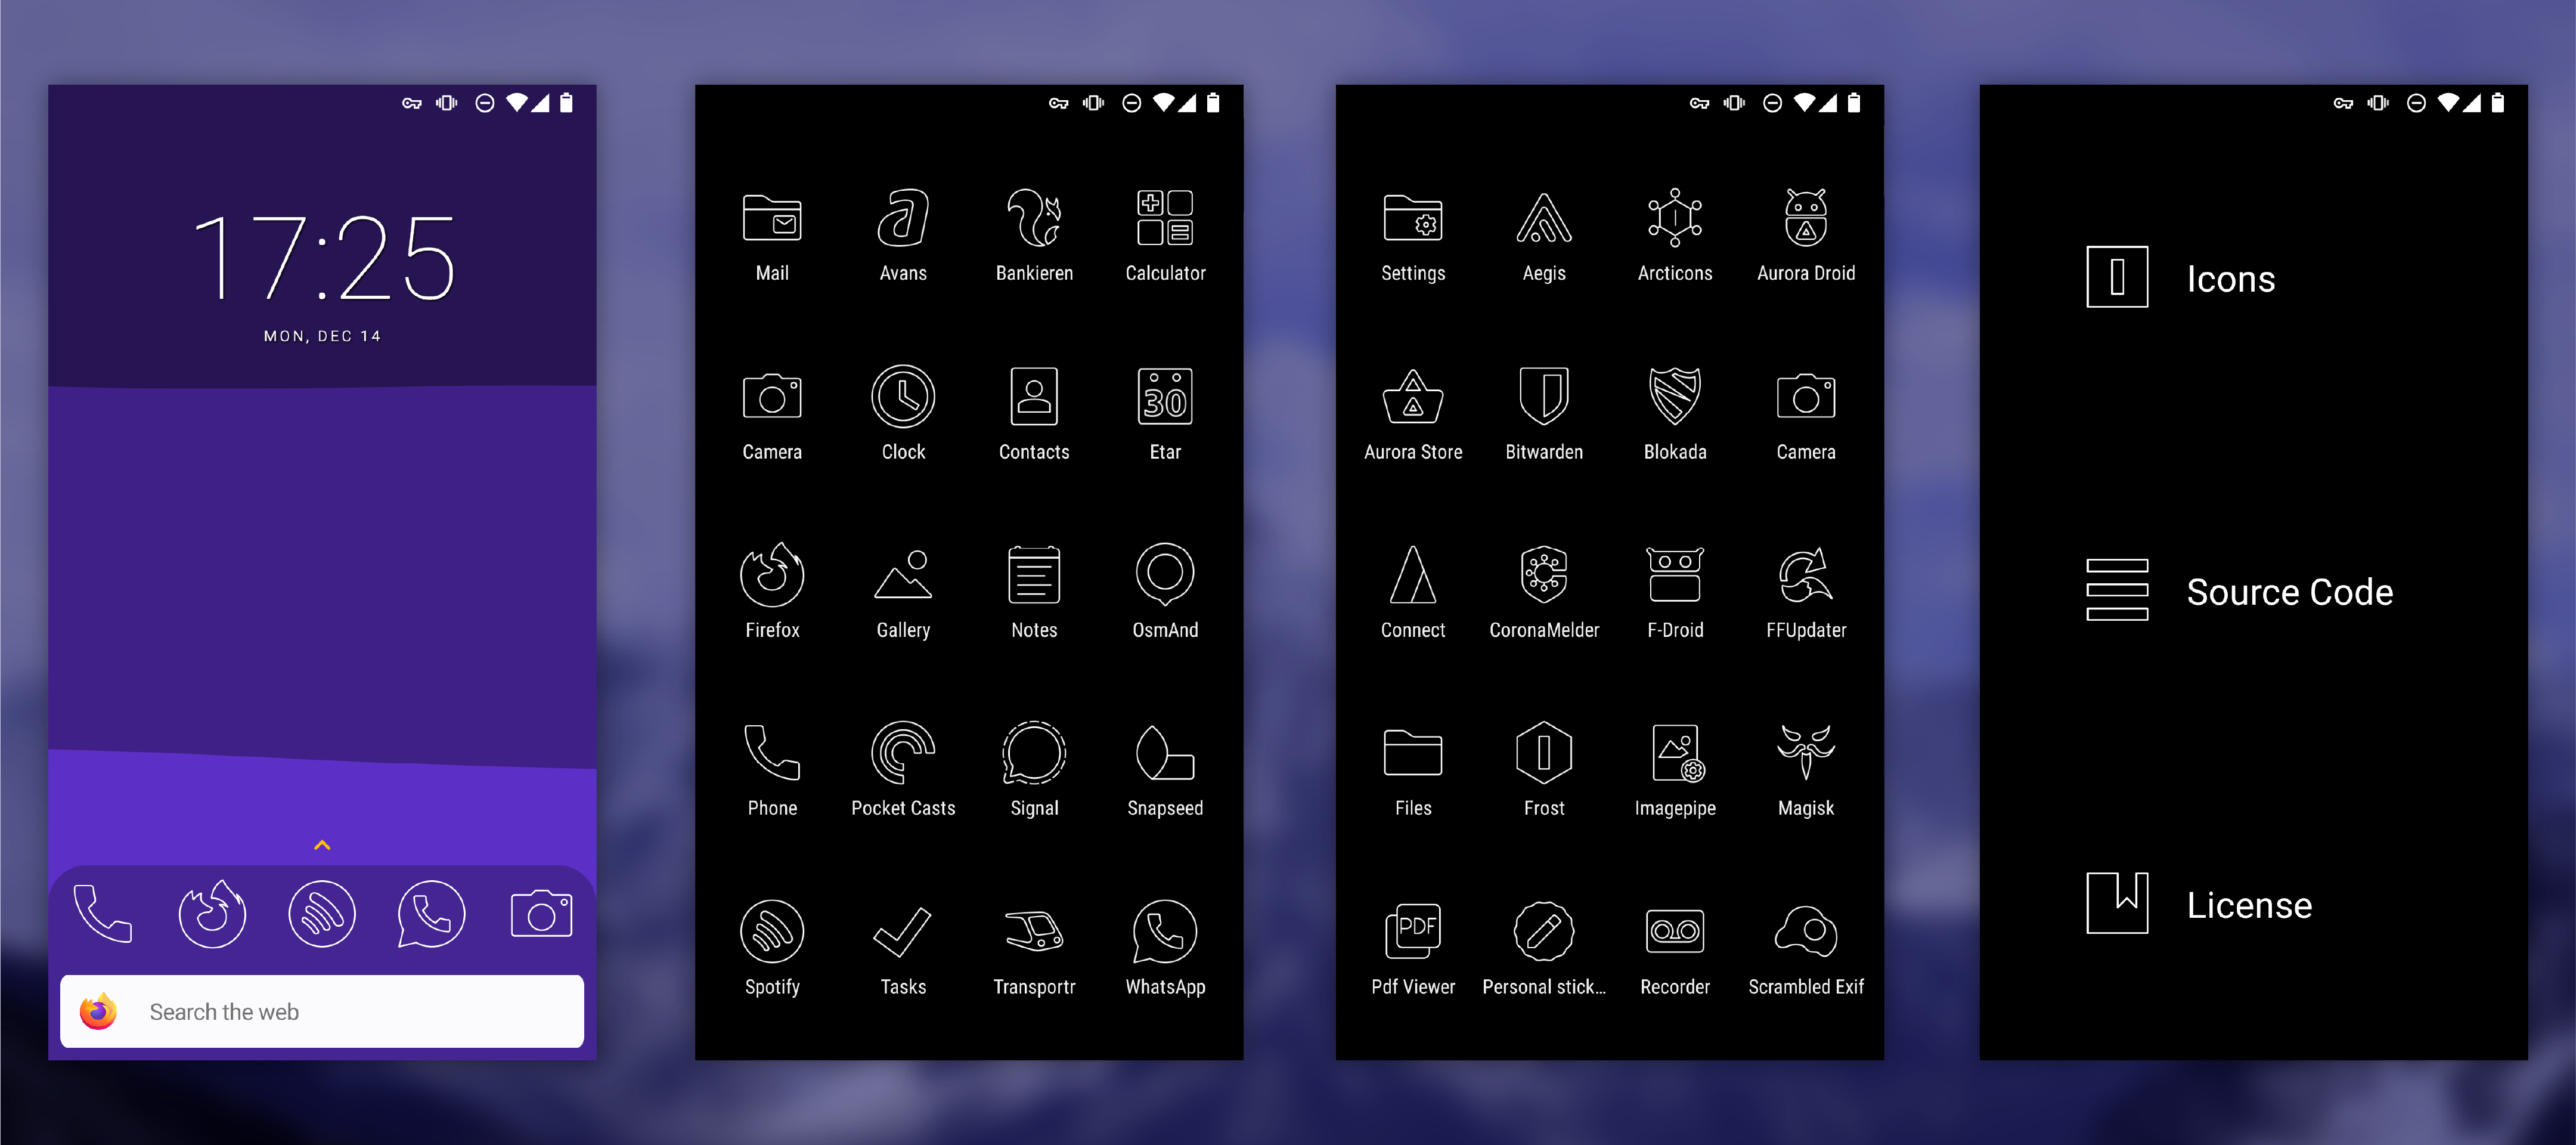 17:25
MON, DEC 14
Search the web
Mail Avans Bankieren Calculator
Camera Clock Contacts 30 Etar
Firefox Gallery Notes OsmAnd
Phone Pocket Casts Signal Snapseed
Spotify Tasks Transportr WhatsApp
Settings Aegis Arcticons Aurora Droid
Aurora Store Bitwarden Blokada Camera
Connect CoronaMelder F-Droid FFUpdater
Files Frost Imagepipe Magisk
PDF
Pdf Viewer Personal stick... Recorder Scrambled Exif
Icons
Source Code
License